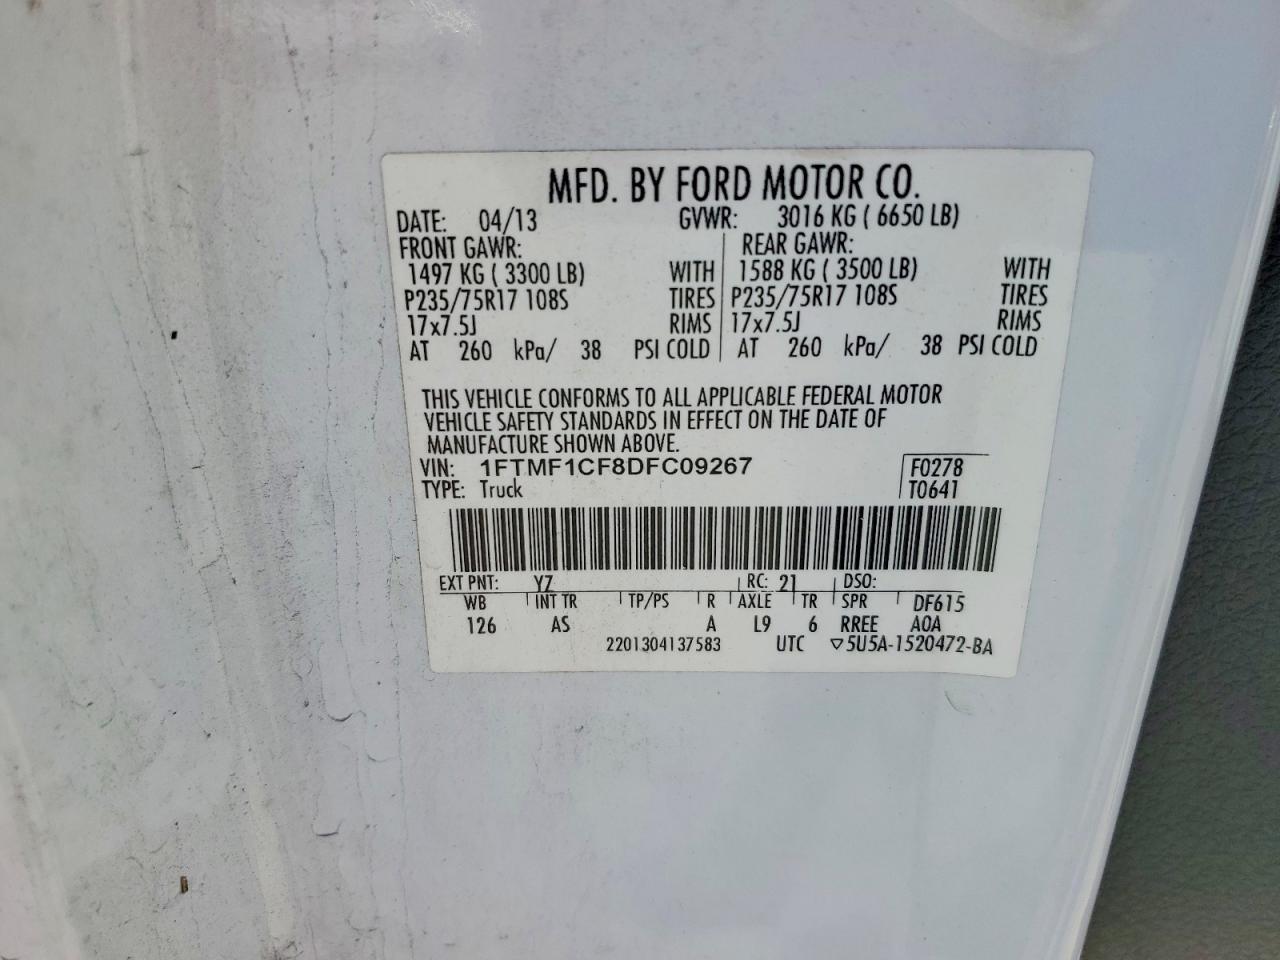 MFD. BY FORD MOTOR CO.
DATE: 04/13 GVWR: 3016 KG ( 6650 LB)
FRONT GAWR: REAR GAWR:
1497 KG ( 3300 LB) WITH 1588 KG ( 3500 LB) WITH
P235/75R17 108S TIRES P235/75R17 108S TIRES
17x7.5J RIMS 17x7.5J RIMS
AT 260 kPa/ 38 PSI COLD AT 260 kPa/ 38 PSI COLD
THIS VEHICLE CONFORMS TO ALL APPLICABLE FEDERAL MOTOR
VEHICLE SAFETY STANDARDS IN EFFECT ON THE DATE OF
MANUFACTURE SHOWN ABOVE.
VIN: 1FTMF1CF8DFC09267 F0278
TYPE: Truck T0641
EXT PNT: YZ RC: 21 DSO:
WB INT TR TP/PS R AXLE TR SPR DF615
126 AS A L9 6 RREE AOA
2201304137583 UTC ▽5U5A-1520472-BA